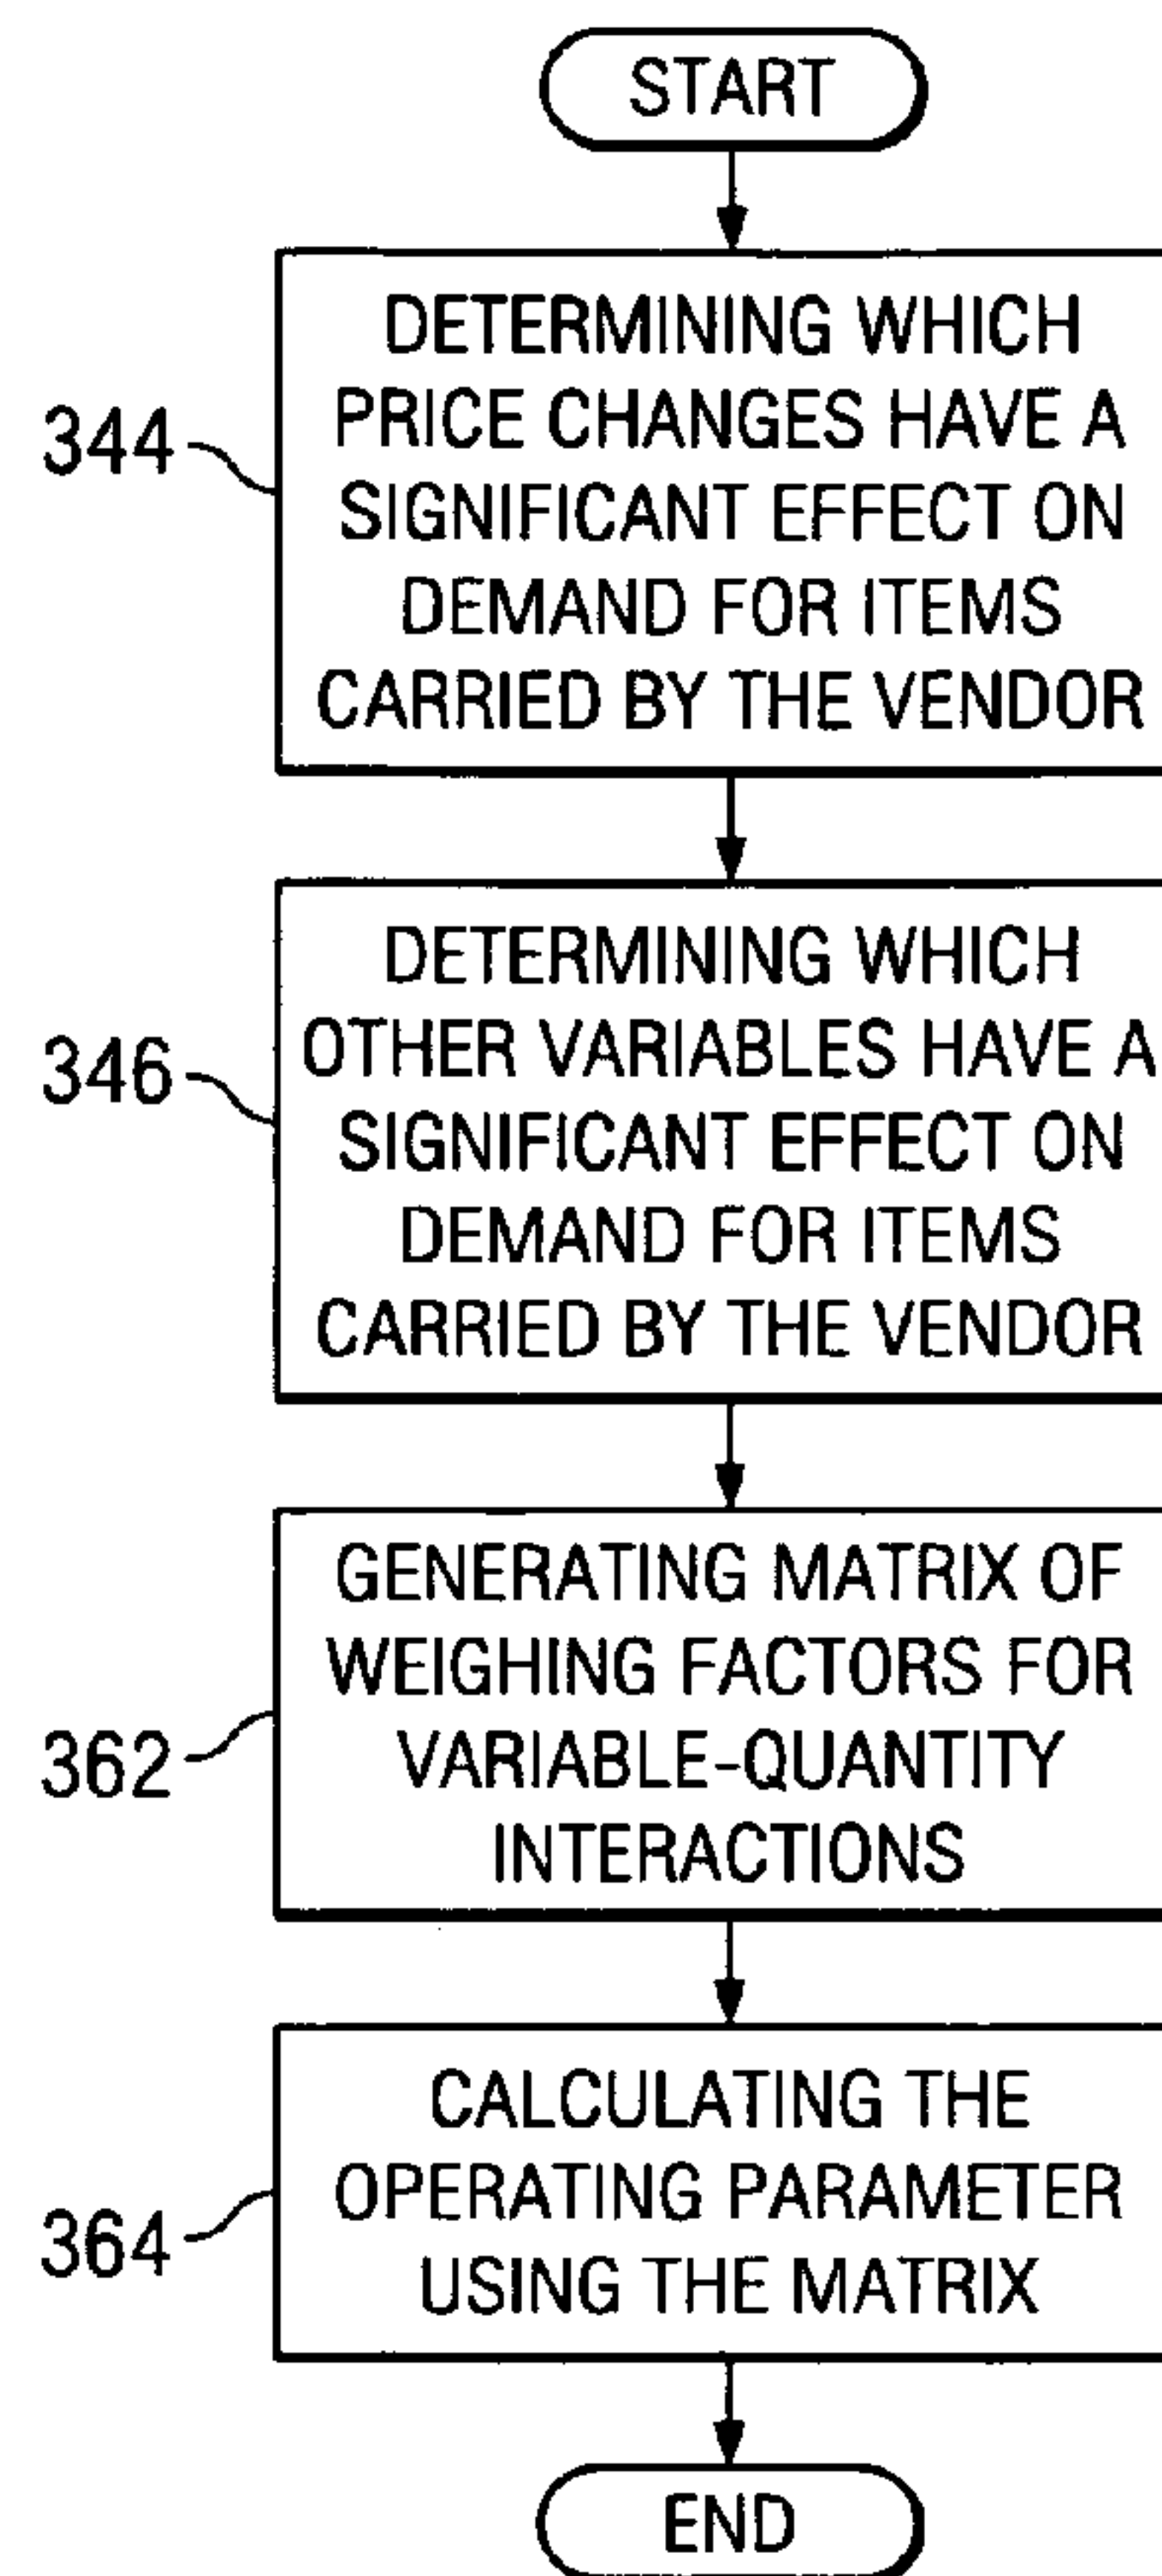 START
344
DETERMINING WHICH
PRICE CHANGES HAVE A
SIGNIFICANT EFFECT ON
DEMAND FOR ITEMS
CARRIED BY THE VENDOR
346
DETERMINING WHICH
OTHER VARIABLES HAVE A
SIGNIFICANT EFFECT ON
DEMAND FOR ITEMS
CARRIED BY THE VENDOR
362
GENERATING MATRIX OF
WEIGHING FACTORS FOR
VARIABLE-QUANTITY
INTERACTIONS
364
CALCULATING THE
OPERATING PARAMETER
USING THE MATRIX
END